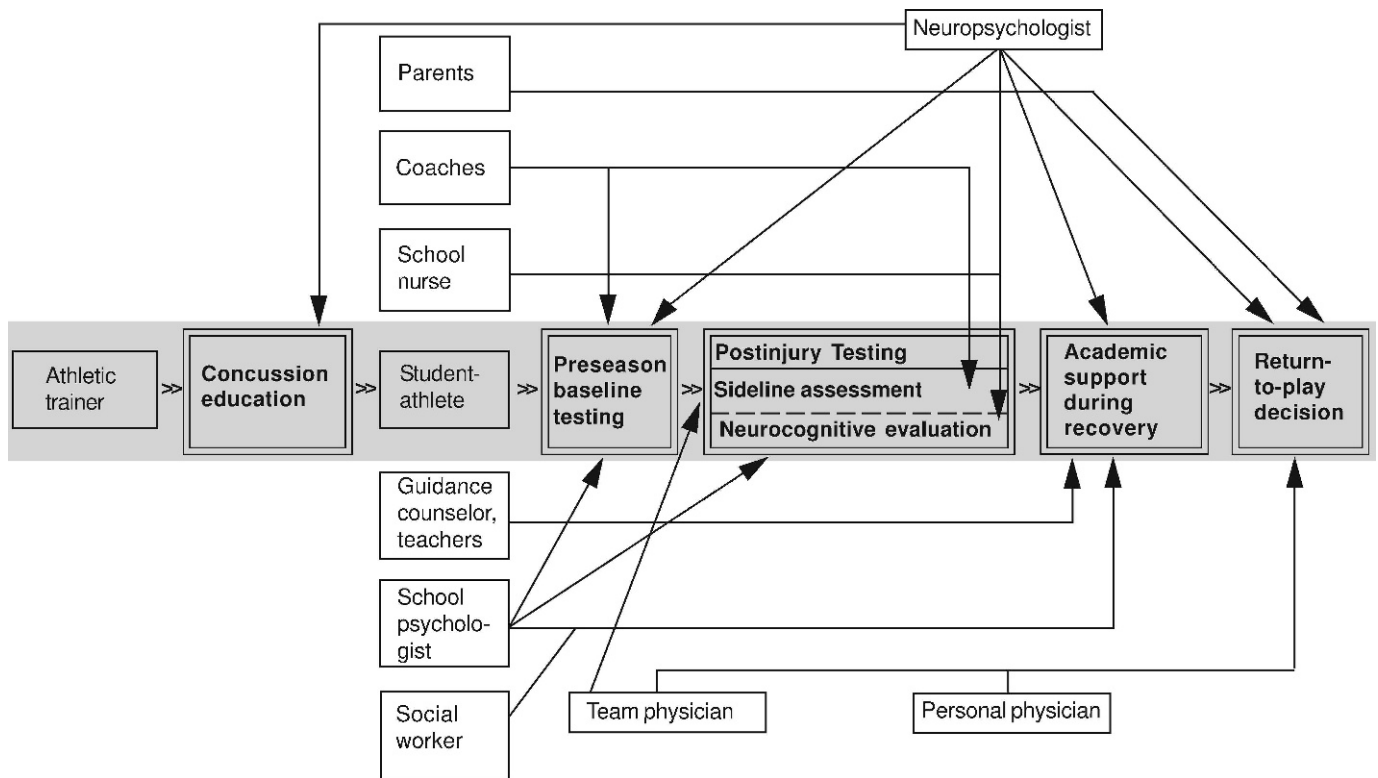 Neuropsychologist
Parents
Coaches
School
nurse
Athletic
trainer
>>
Concussion
education
>>
Student-
athlete
>>
Preseason
baseline
testing
>>
Postinjury Testing
Sideline assessment
Neurocognitive evaluation
>>
Academic
support
during
recovery
>>
Return-
to-play
decision
Guidance
counselor,
teachers
School
psycholo-
gist
Social
worker
Team physician
Personal physician